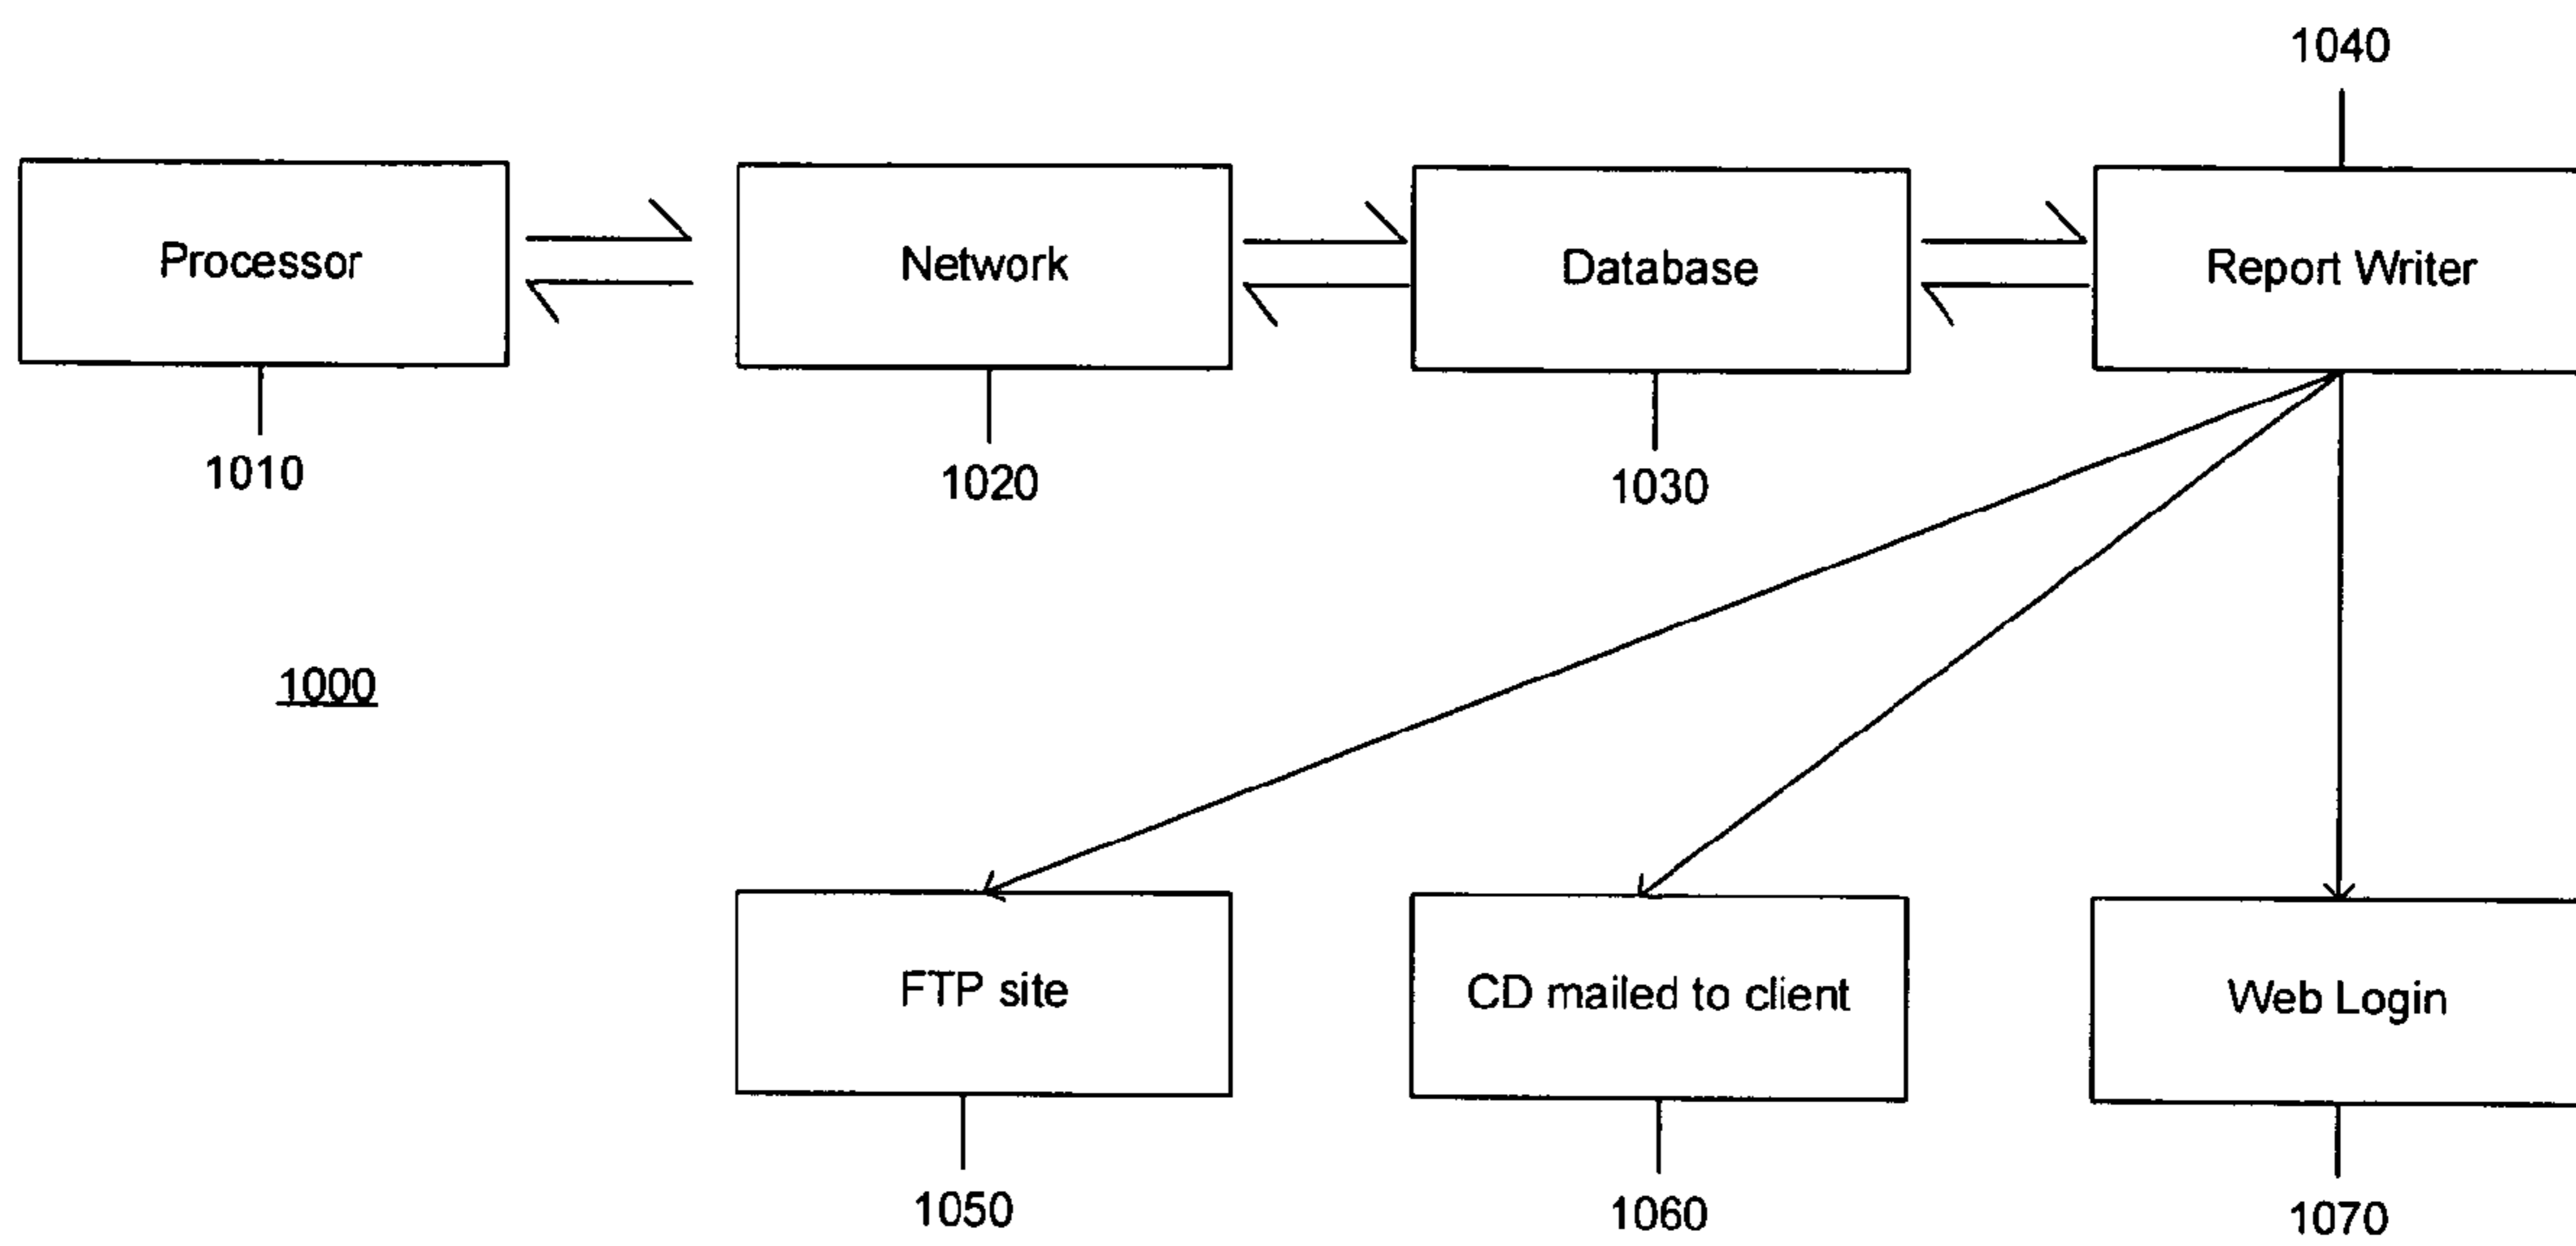 1040
Processor
Network
Database
Report Writer
1010
1020
1030
1000
FTP site
CD mailed to client
Web Login
1050
1060
1070